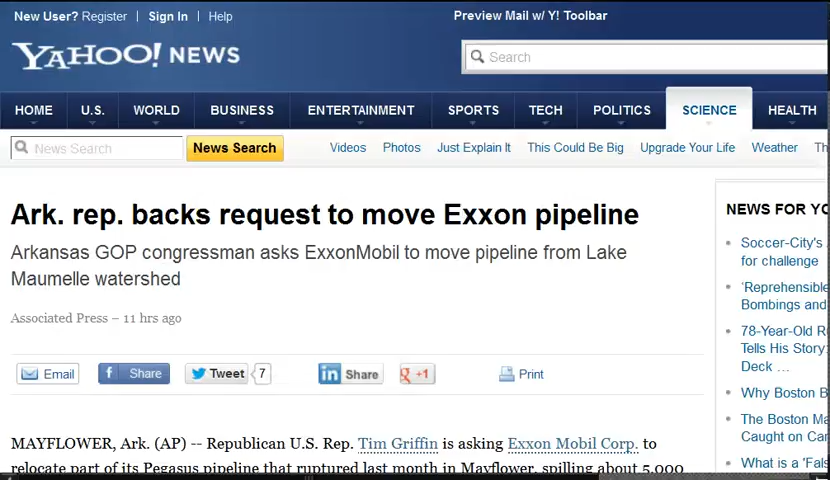 New User? Register | Sign In | Help Preview Mail w/ Y! Toolbar
YAHOO! NEWS Search
HOME U.S. WORLD BUSINESS ENTERTAINMENT SPORTS TECH POLITICS SCIENCE HEALTH
News Search News Search Videos Photos Just Explain It This Could Be Big Upgrade Your Life Weather Th
Ark. rep. backs request to move Exxon pipeline
Arkansas GOP congressman asks ExxonMobil to move pipeline from Lake
Maumelle watershed
Associated Press – 11 hrs ago
Email f Share Tweet 7 in Share g +1 Print
MAYFLOWER, Ark. (AP) -- Republican U.S. Rep. Tim Griffin is asking Exxon Mobil Corp. to
relocate part of its Pegasus pipeline that ruptured last month in Mayflower, spilling about 5,000
NEWS FOR YO
Soccer-City's
for challenge
'Reprehensible
Bombings and
78-Year-Old R
Tells His Story:
Deck ...
Why Boston B
The Boston Ma
Caught on Can
What is a 'Fals